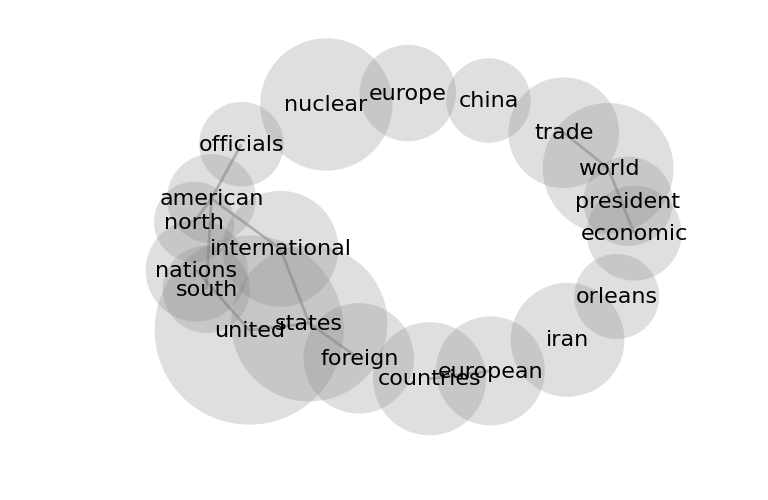 nuclear
europe
china
trade
officials
world
american
president
north
economic
international
nations
south
orleans
states
united
iran
foreign
european
countries